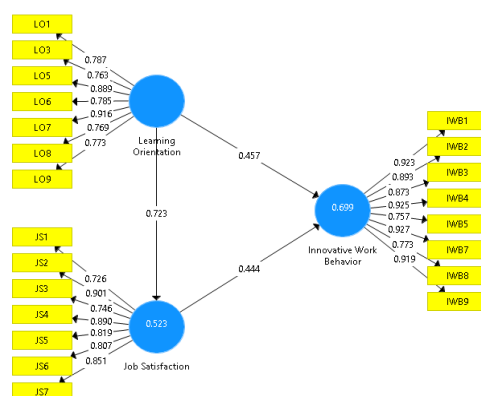 LO1
LO3
LO5
LO6
LO7
LO8
LO9
0.787
0.763
0.889
0.785
0.916
0.769
0.773
Learning
Orientation
0.457
0.723
0.444
JS1
JS2
JS3
JS4
JS5
JS6
JS7
0.726
0.901
0.746
0.890
0.819
0.807
0.851
0.523
Job Satisfaction
0.699
Innovative Work
Behavior
0.923
0.893
0.873
0.925
0.757
0.927
0.773
0.919
IWB1
IWB2
IWB3
IWB4
IWB5
IWB7
IWB8
IWB9